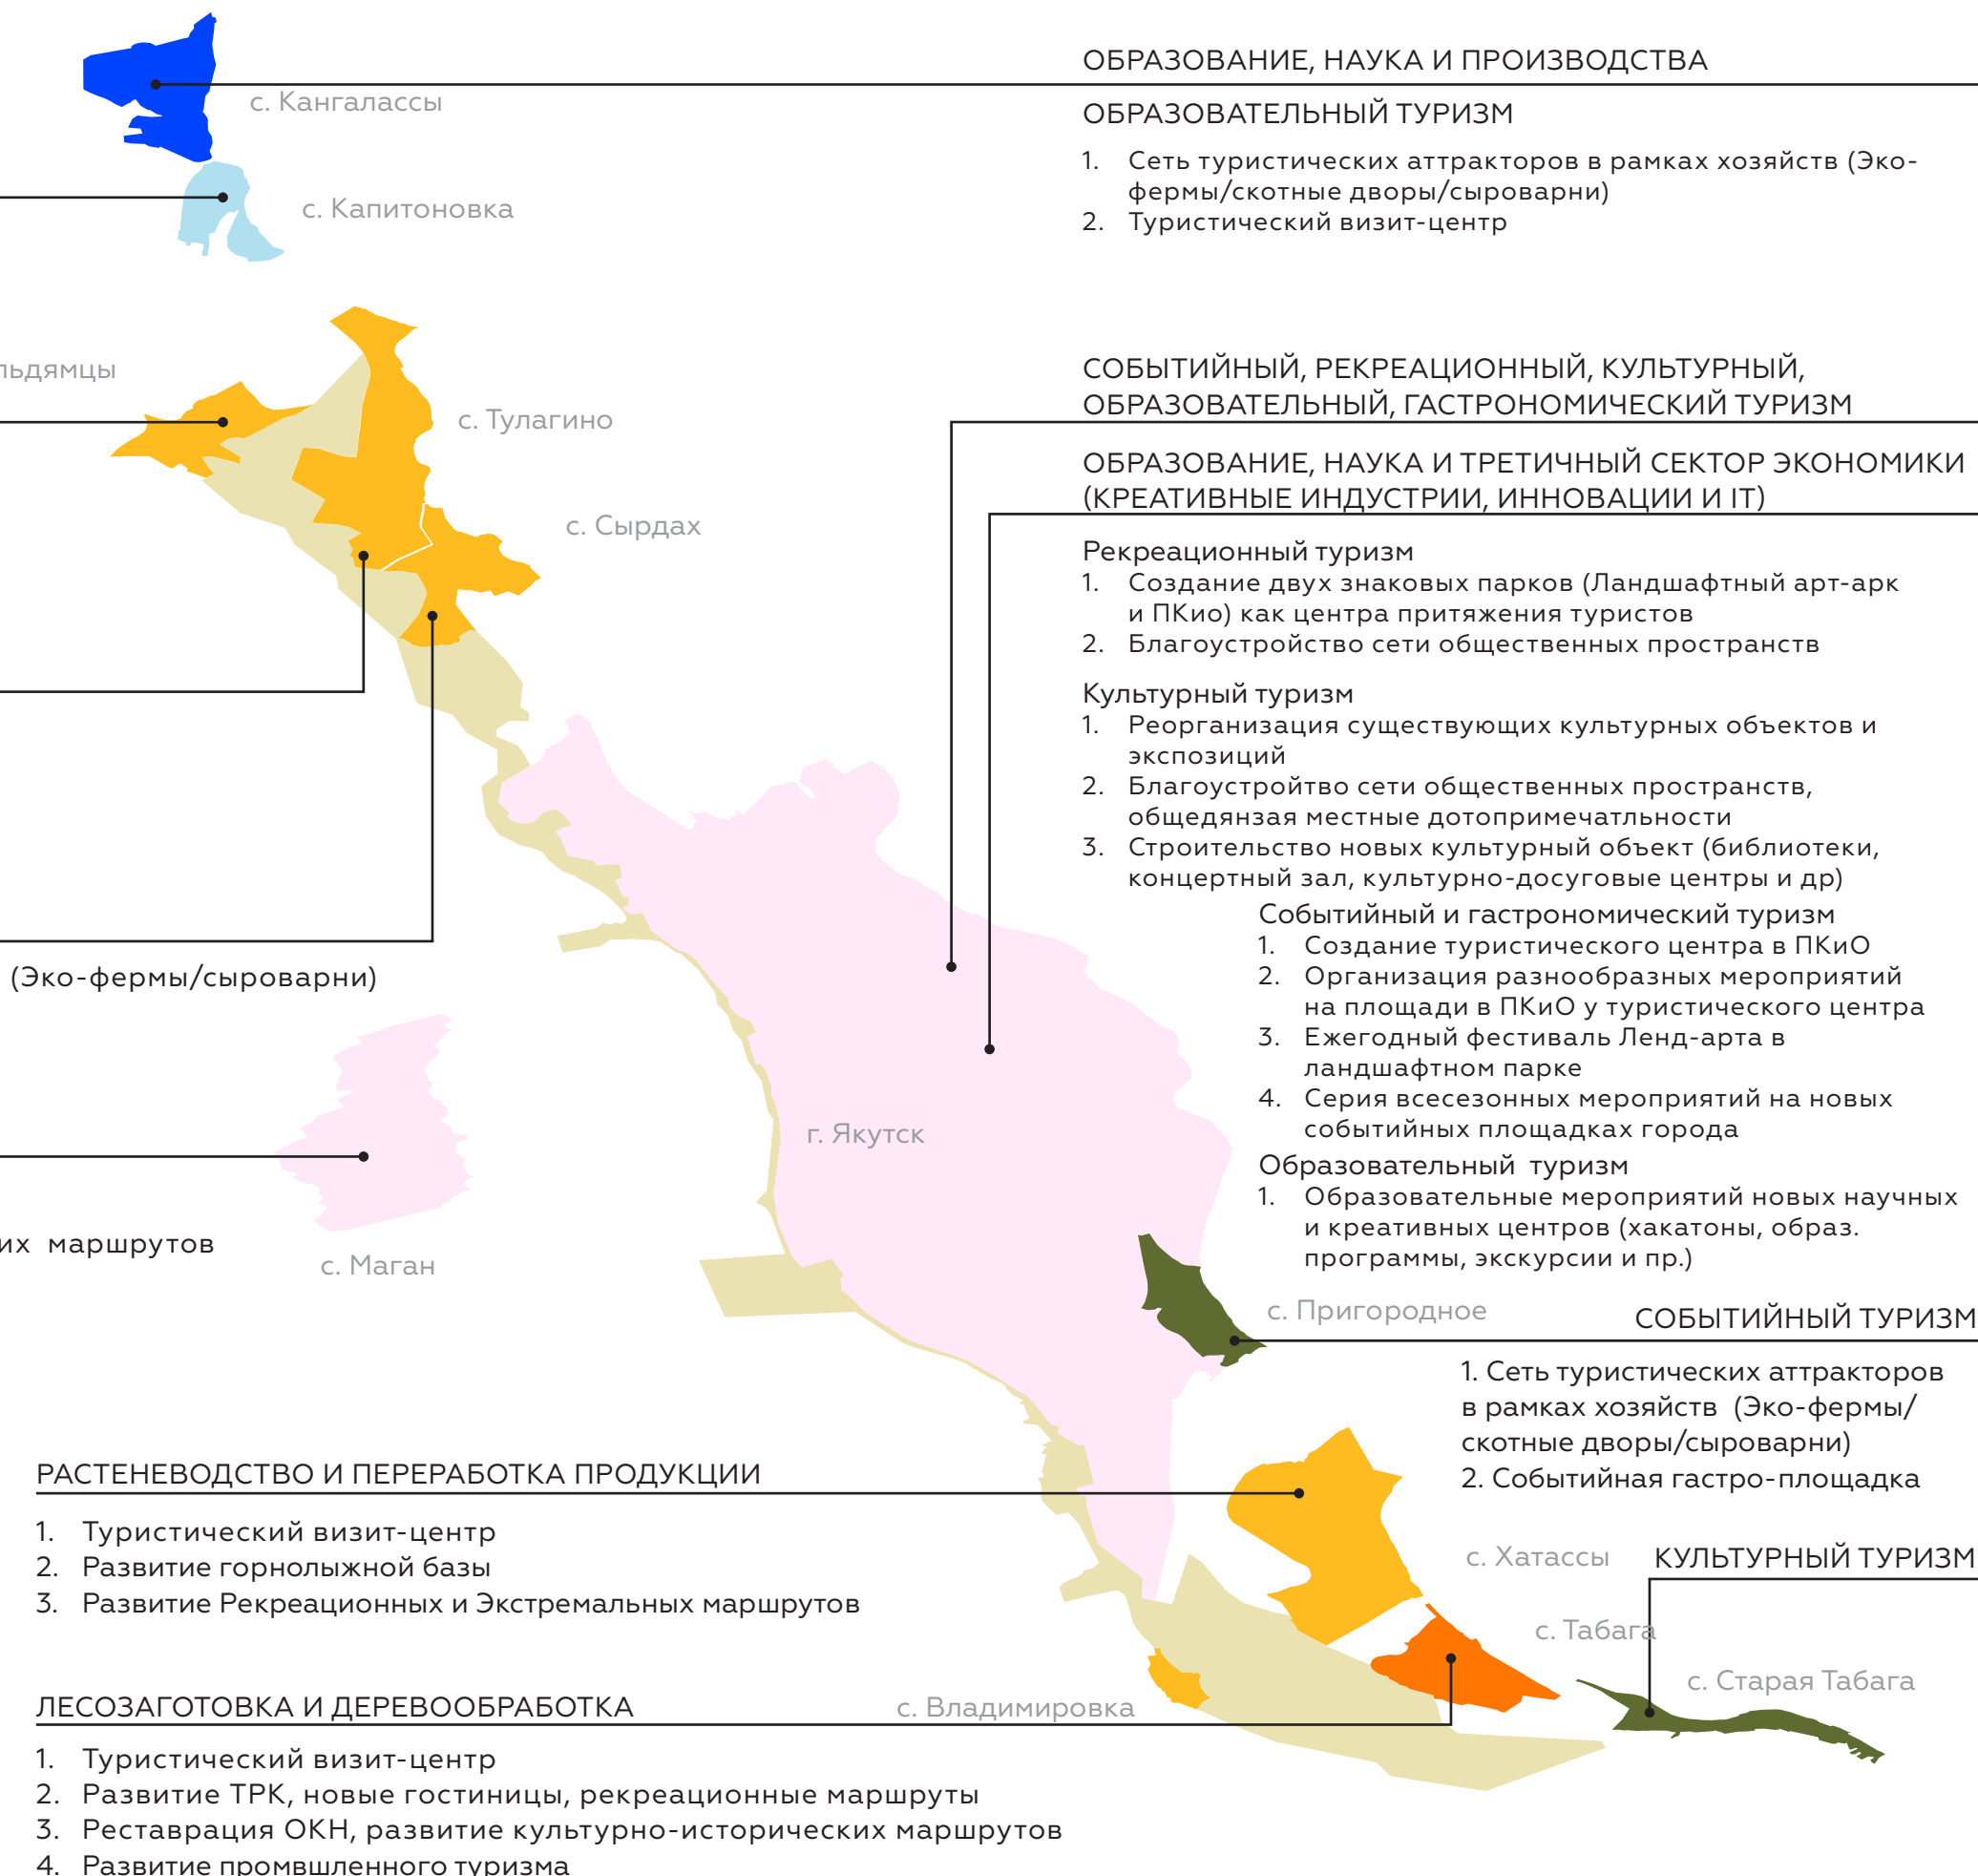 ОБРАЗОВАНИЕ, НАУКА И ПРОИЗВОДСТВА
с. Кангалассы
ОБРАЗОВАТЕЛЬНЫЙ ТУРИЗМ
1. Сеть туристических аттракторов в рамках хозяйств (Эко-
фермы/скотные дворы/сыроварни)
2. Туристический визит-центр
с. Капитоновка
льдямцы
с. Тулагино
с. Сырдах
СОБЫТИЙНЫЙ, РЕКРЕАЦИОННЫЙ, КУЛЬТУРНЫЙ,
ОБРАЗОВАТЕЛЬНЫЙ, ГАСТРОНОМИЧЕСКИЙ ТУРИЗМ
ОБРАЗОВАНИЕ, НАУКА И ТРЕТИЧНЫЙ СЕКТОР ЭКОНОМИКИ
(КРЕАТИВНЫЕ ИНДУСТРИИ, ИННОВАЦИИ И IT)
Рекреационный туризм
1. Создание двух знаковых парков (Ландшафтный арт-арк
и ПКио) как центра притяжения туристов
2. Благоустройство сети общественных пространств
Культурный туризм
1. Реорганизация существующих культурных объектов и
экспозиций
2. Благоустройтво сети общественных пространств,
общедянзая местные дотопримечатльности
3. Строительство новых культурный объект (библиотеки,
концертный зал, культурно-досуговые центры и др)
Событийный и гастрономический туризм
1. Создание туристического центра в ПКиО
2. Организация разнообразных мероприятий
на площади в ПКиО у туристического центра
3. Ежегодный фестиваль Ленд-арта в
ландшафтном парке
4. Серия всесезонных мероприятий на новых
событийных площадках города
Образовательный туризм
1. Образовательные мероприятий новых научных
и креативных центров (хакатоны, образ.
программы, экскурсии и пр.)
(Эко-фермы/сыроварни)
г. Якутск
их маршрутов
с. Маган
с. Пригородное
СОБЫТИЙНЫЙ ТУРИЗМ
1. Сеть туристических аттракторов
в рамках хозяйств (Эко-фермы/
скотные дворы/сыроварни)
2. Событийная гастро-площадка
РАСТЕНЕВОДСТВО И ПЕРЕРАБОТКА ПРОДУКЦИИ
1. Туристический визит-центр
2. Развитие горнолыжной базы
3. Развитие Рекреационных и Экстремальных маршрутов
с. Хатассы
КУЛЬТУРНЫЙ ТУРИЗМ
с. Табага
с. Старая Табага
с. Владимировка
ЛЕСОЗАГОТОВКА И ДЕРЕВООБРАБОТКА
1. Туристический визит-центр
2. Развитие ТРК, новые гостиницы, рекреационные маршруты
3. Реставрация ОКН, развитие культурно-исторических маршрутов
4. Развитие промвшленного туризма